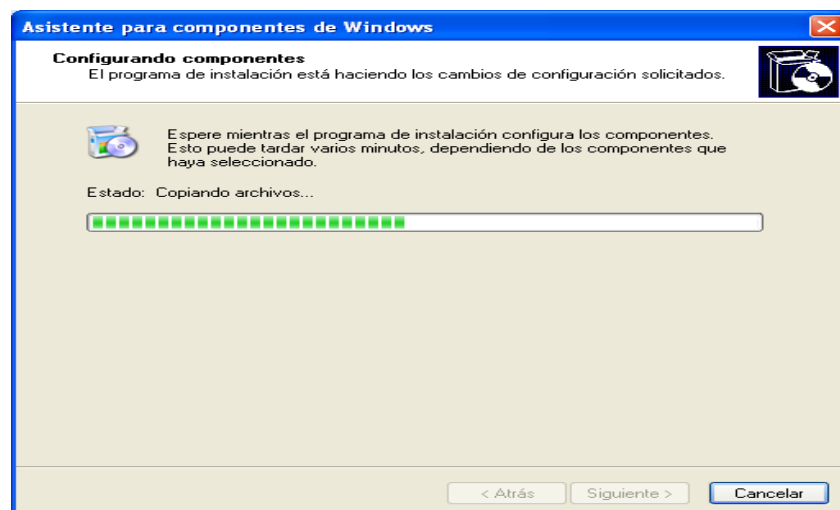 Asistente para componentes de Windows
Configurando componentes
El programa de instalación está haciendo los cambios de configuración solicitados.
Espere mientras el programa de instalación configura los componentes.
Esto puede tardar varios minutos, dependiendo de los componentes que
haya seleccionado.
Estado: Copiando archivos...
< Atrás Siguiente > Cancelar